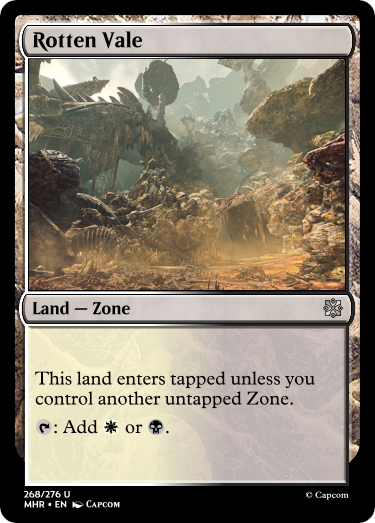 Rotten Vale
Land — Zone
This land enters tapped unless you
control another untapped Zone.
: Add or .
268/276 U
MHR • EN Capcom
© Capcom